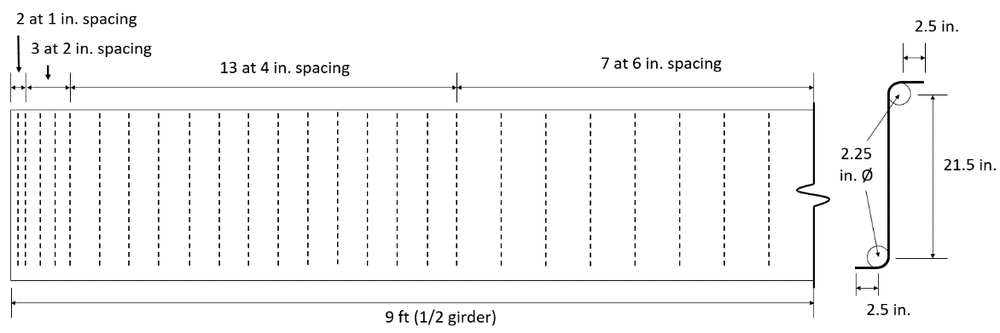 2 at 1 in. spacing
3 at 2 in. spacing
13 at 4 in. spacing
7 at 6 in. spacing
2.5 in.
2.25
in. Ø
21.5 in.
2.5 in.
9 ft (1/2 girder)